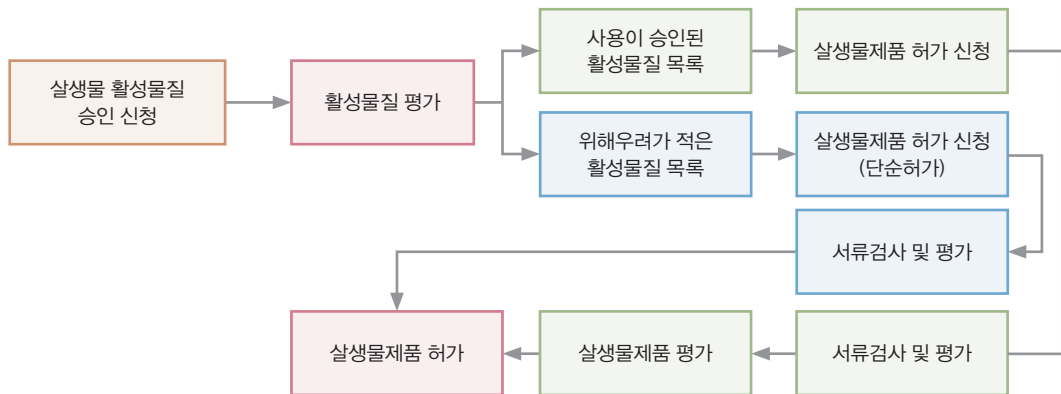 살생물 활성물질
승인 신청
활성물질 평가
사용이 승인된
활성물질 목록
살생물제품 허가 신청
위해우려가 적은
활성물질 목록
살생물제품 허가 신청
(단순허가)
서류검사 및 평가
살생물제품 허가
살생물제품 평가
서류검사 및 평가